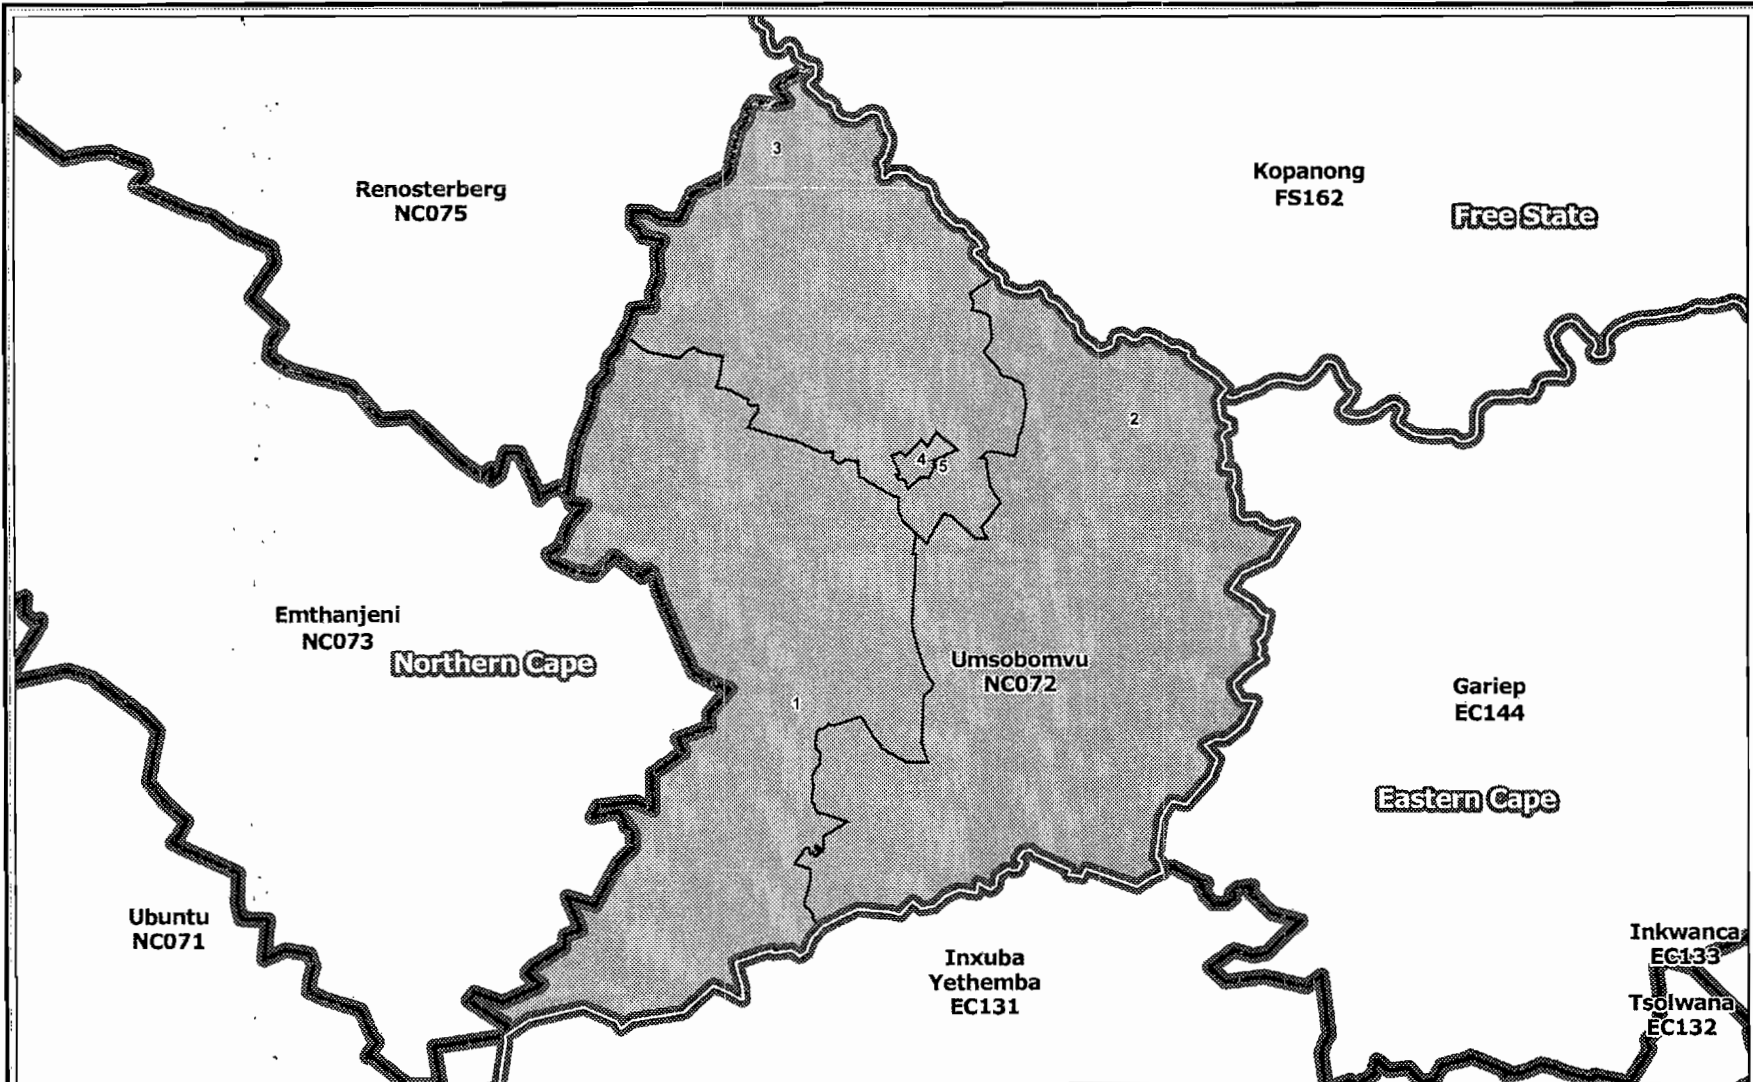 3
Renosterberg
NC075
Kopanong
FS162
Free State
2
4
5
Emthanjeni
NC073
Northern Cape
Umsobomvu
NC072
1
Gariep
EC144
Eastern Cape
Ubuntu
NC071
Inxuba
Yethemba
EC131
Inkwanca
EC133
Tsolwana
EC132